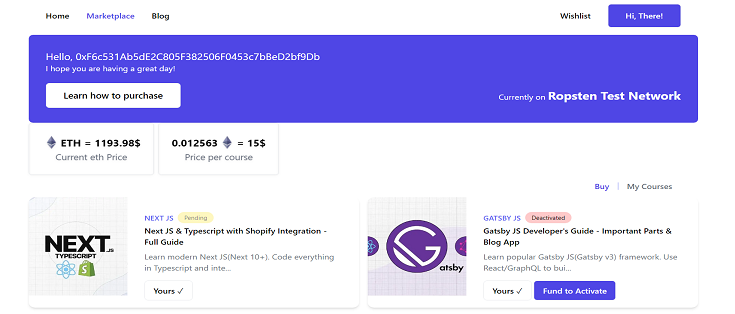 Home Marketplace Blog Wishlist Hi, There!
Hello, 0xF6c531Ab5dE2C805F382506F0453c7bBeD2bf9Db
I hope you are having a great day!
Learn how to purchase
Currently on Ropsten Test Network
ETH = 1193.98$
Current eth Price
0.012563 = 15$
Price per course
Buy | My Courses
NEXT.JS
TYPESCRIPT
NEXT JS Pending
Next JS & Typescript with Shopify Integration -
Full Guide
Learn modern Next JS(Next 10+), Code everything
in Typescript and inte...
Yours ✓
atsby
GATSBY JS Deactivated
Gatsby JS Developer's Guide - Important Parts &
Blog App
Learn popular Gatsby JS(Gatsby v3) framework. Use
React/GraphQL to bui...
Yours ✓ Fund to Activate